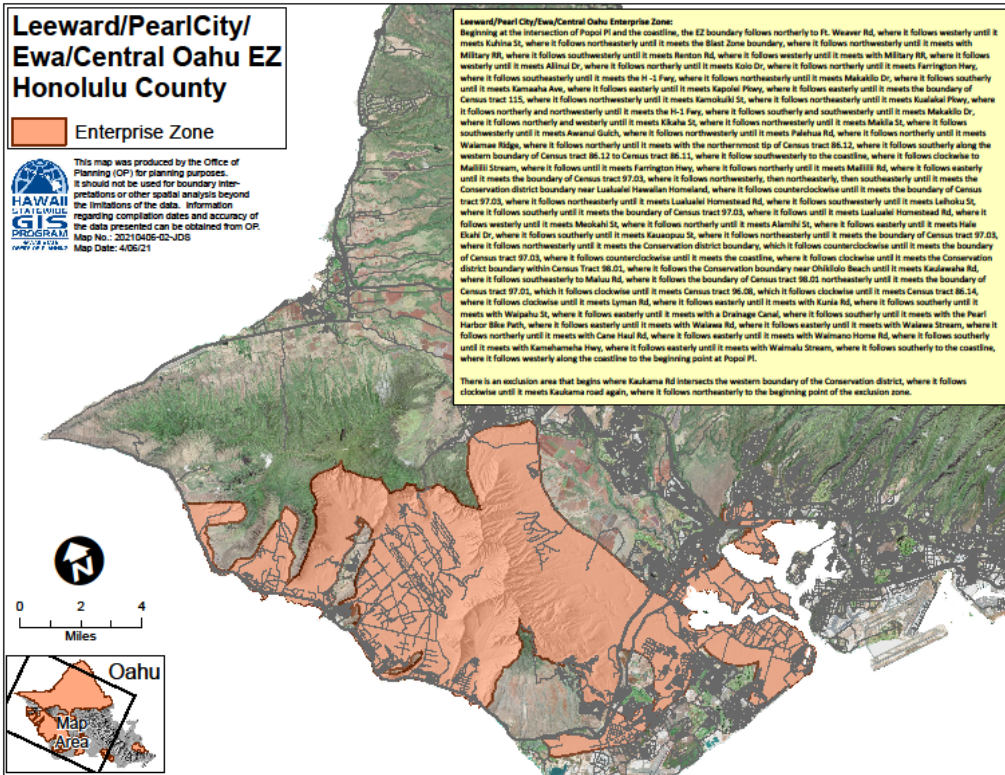 Leeward/PearlCity/
Ewa/Central Oahu EZ
Honolulu County
Enterprise Zone
HAWAII
STATEWIDE
GIS
PROGRAM
This map was produced by the Office of
Planning (OP) for planning purposes.
It should not be used for boundary inter-
pretations or other spatial analysis beyond
the limitations of the data. Information
regarding compilation dates and accuracy of
the data presented can be obtained from OP.
Map No.: 20210406-02-JDS
Map Date: 4/06/21
Leeward/Pearl City/Ewa/Central Oahu Enterprise Zone:
Beginning at the intersection of Popoi Pl and the coastline, the EZ boundary follows northerly to Ft. Weaver Rd, where it follows westerly until it
meets Kuhina St, where it follows northeasterly until it meets the Blast Zone boundary, where it follows northwesterly until it meets with
Military RR, where it follows southwesterly until it meets Renton Rd, where it follows westerly until it meets with Military RR, where it follows
westerly until it meets Allinui Dr, where it follows northerly until it meets Koio Dr, where it follows northerly until it meets Farrington Hwy,
where it follows southeasterly until it meets the H -1 Fwy, where it follows northeasterly until it meets Makakilo Dr, where it follows southerly
until it meets Kamaaha Ave, where it follows easterly until it meets Kapolei Pkwy, where it follows easterly until it meets the boundary of
Census tract 115, where it follows northwesterly until it meets Kamokuiki St, where it follows northeasterly until it meets Kualakai Pkwy, where
it follows northerly and northwesterly until it meets the H-1 Fwy, where it follows southerly and southwesterly until it meets Makakilo Dr,
where it follows northerly and westerly until it meets Kikaha St, where it follows northwesterly until it meets Makila St, where it follows
southwesterly until it meets Awanui Gulch, where it follows northwesterly until it meets Palehua Rd, where it follows northerly until it meets
Waiamae Ridge, where it follows northerly until it meets with the northernmost tip of Census tract 86.12, where it follows southerly along the
western boundary of Census tract 86.12 to Census tract 86.11, where it follow southwesterly to the coastline, where it follows clockwise to
Mailiilii Stream, where it follows until it meets Farrington Hwy, where it follows northerly until it meets Mailiilii Rd, where it follows easterly
until it meets the boundary of Census tract 97.03, where it follows northwesterly, then northeasterly, then southeasterly until it meets the
Conservation district boundary near Lualualei Hawaiian Homeland, where it follows counterclockwise until it meets the boundary of Census
tract 97.03, where it follows northeasterly until it meets Lualualei Homestead Rd, where it follows southwesterly until it meets Leihoku St,
where it follows southerly until it meets the boundary of Census tract 97.03, where it follows until it meets Lualualei Homestead Rd, where it
follows westerly until it meets Meokahi St, where it follows northerly until it meets Alamihi St, where it follows easterly until it meets Hale
Ekahi Dr, where it follows southerly until it meets Kauaopuu St, where it follows northeasterly until it meets the boundary of Census tract 97.03,
where it follows northwesterly until it meets the Conservation district boundary, which it follows counterclockwise until it meets the boundary
of Census tract 97.03, where it follows counterclockwise until it meets the coastline, where it follows clockwise until it meets the Conservation
district boundary within Census Tract 98.01, where it follows the Conservation boundary near Ohikilolo Beach until it meets Kaulawaha Rd,
where it follows southeasterly to Maluu Rd, where it follows the boundary of Census tract 98.01 northeasterly until it meets the boundary of
Census tract 97.01, which it follows clockwise until it meets Census tract 96.08, which it follows clockwise until it meets Census tract 86.14,
where it follows clockwise until it meets Lyman Rd, where it follows easterly until it meets with Kunia Rd, where it follows southerly until it
meets with Waipahu St, where it follows easterly until it meets with a Drainage Canal, where it follows southerly until it meets with the Pearl
Harbor Bike Path, where it follows easterly until it meets with Waiawa Rd, where it follows easterly until it meets with Waiawa Stream, where it
follows northerly until it meets with Cane Haul Rd, where it follows easterly until it meets with Waimano Home Rd, where it follows southerly
until it meets with Kamehameha Hwy, where it follows easterly until it meets with Waimalu Stream, where it follows southerly to the coastline,
where it follows westerly along the coastline to the beginning point at Popoi Pl.
There is an exclusion area that begins where Kaukama Rd intersects the western boundary of the Conservation district, where it follows
clockwise until it meets Kaukama road again, where it follows northeasterly to the beginning point of the exclusion zone.
N
0 2 4
Miles
Oahu
Map
Area